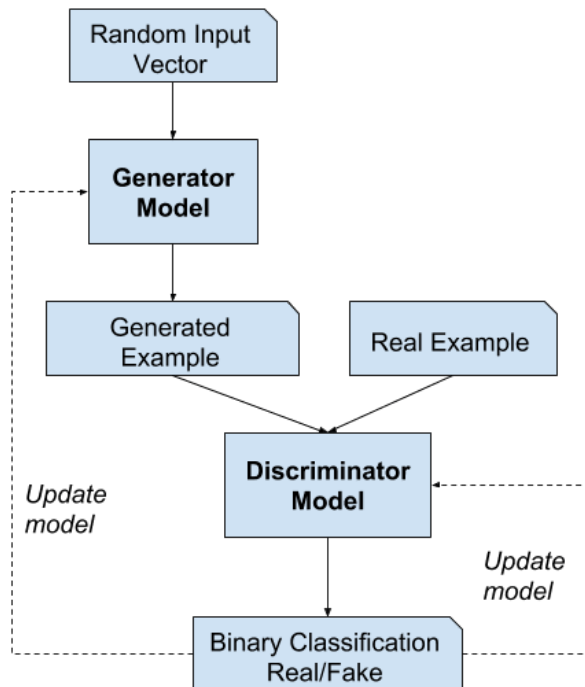 Random Input
Vector
Generator
Model
Generated
Example
Real Example
Discriminator
Model
Update
model
Update
model
Binary Classification
Real/Fake